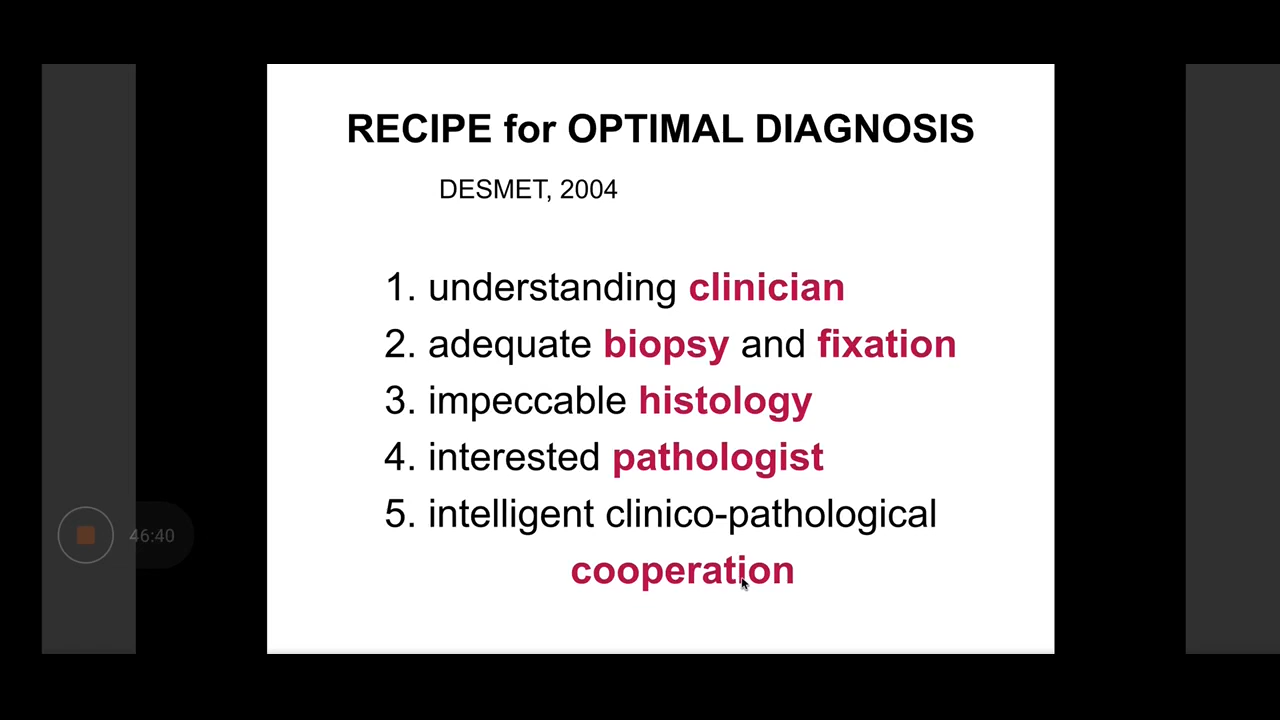 RECIPE for OPTIMAL DIAGNOSIS
DESMET, 2004
1. understanding clinician
2. adequate biopsy and fixation
3. impeccable histology
4. interested pathologist
5. intelligent clinico-pathological
cooperation
46:40